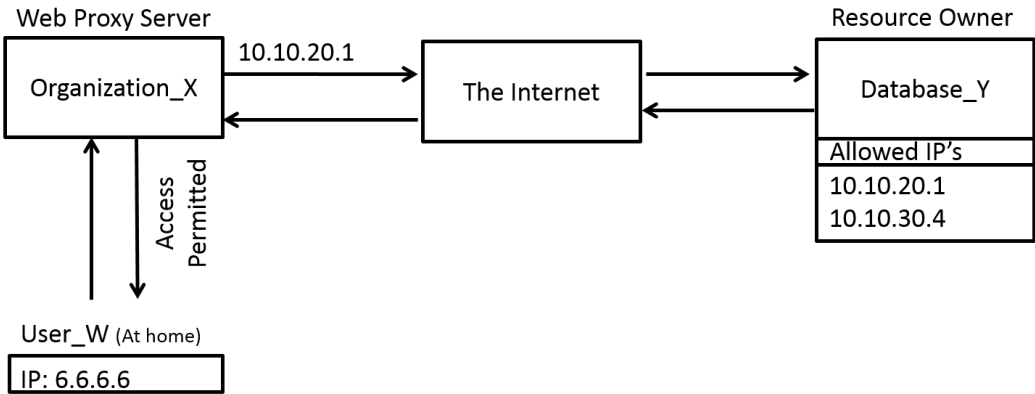 Web Proxy Server
Organization_X
10.10.20.1
The Internet
Resource Owner
Database_Y
Allowed IP's
10.10.20.1
10.10.30.4
Access
Permitted
User_W (At home)
IP: 6.6.6.6